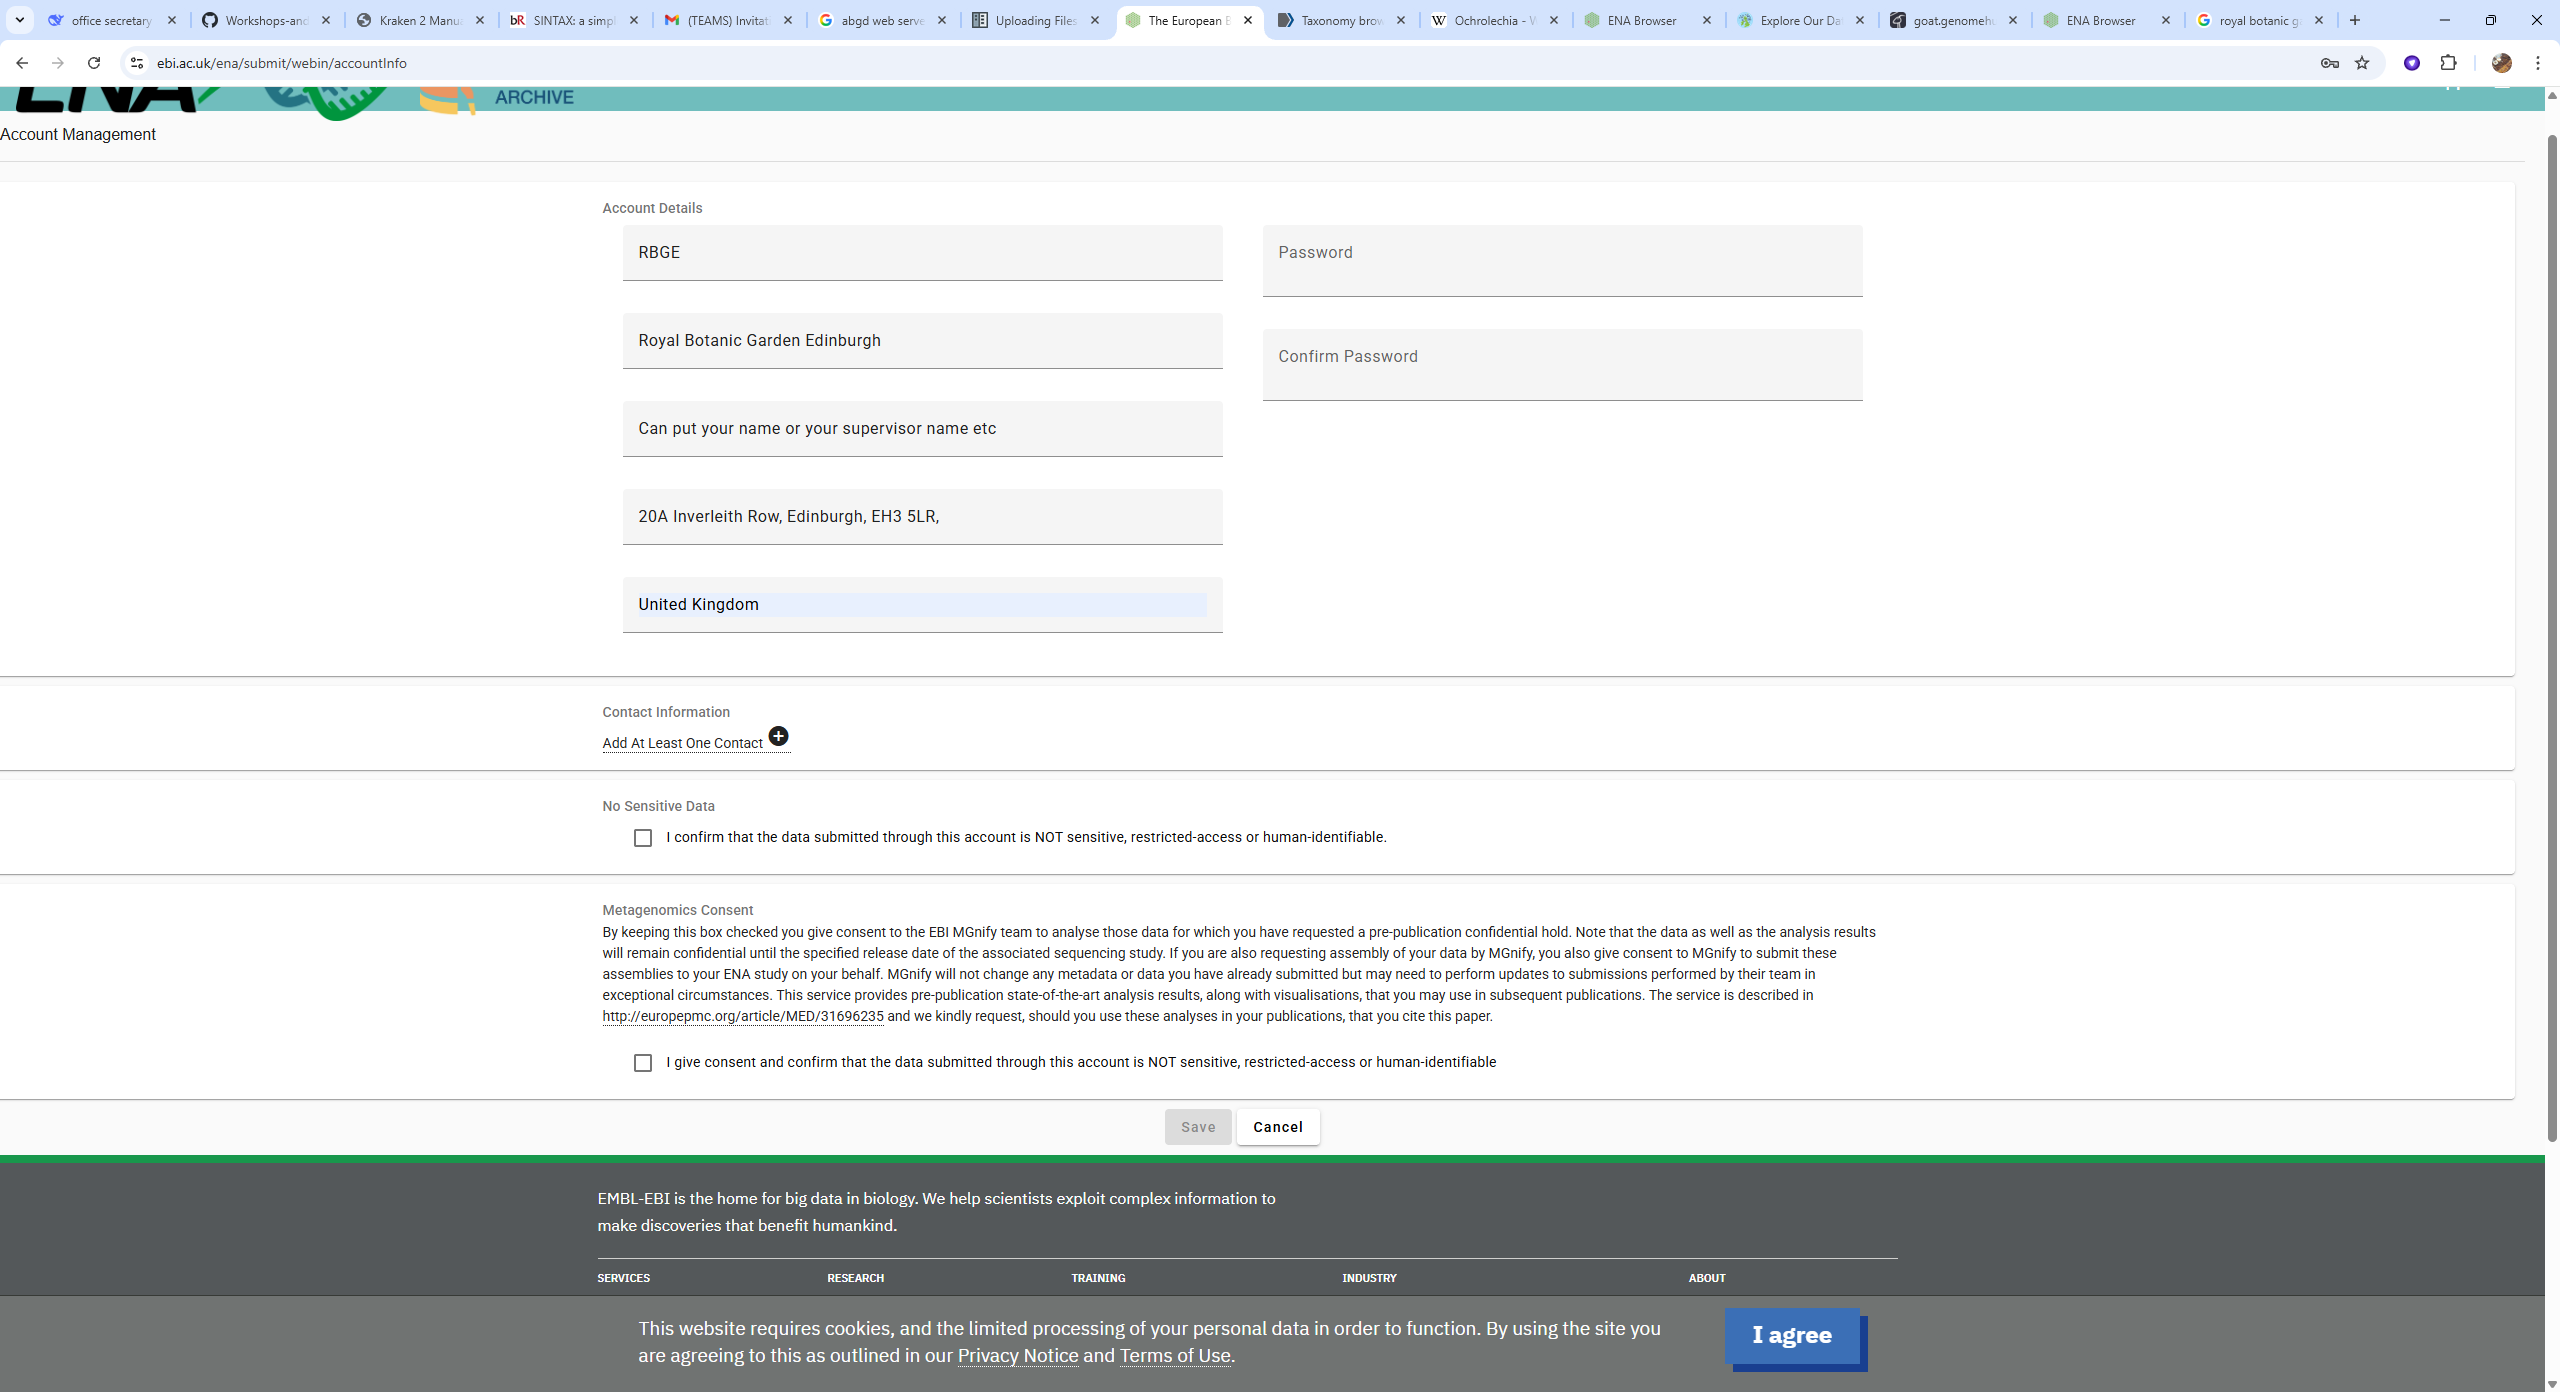 office secretary
Workshops-and
Kraken 2 Manu
SINTAX: a simpl
(TEAMS) Invitat
abgd web serve
Uploading Files
The European
Taxonomy brow
Ochrolechia -
ENA Browser
Explore Our Da
goat.genomehu
ENA Browser
royal botanic g
ebi.ac.uk/ena/submit/webin/accountInfo
ENA
ARCHIVE
Account Management
Account Details
RBGE
Password
Royal Botanic Garden Edinburgh
Confirm Password
Can put your name or your supervisor name etc
20A Inverleith Row, Edinburgh, EH3 5LR,
United Kingdom
Contact Information
Add At Least One Contact
No Sensitive Data
I confirm that the data submitted through this account is NOT sensitive, restricted-access or human-identifiable.
Metagenomics Consent
By keeping this box checked you give consent to the EBI MGnify team to analyse those data for which you have requested a pre-publication confidential hold. Note that the data as well as the analysis results
will remain confidential until the specified release date of the associated sequencing study. If you are also requesting assembly of your data by MGnify, you also give consent to MGnify to submit these
assemblies to your ENA study on your behalf. MGnify will not change any metadata or data you have already submitted but may need to perform updates to submissions performed by their team in
exceptional circumstances. This service provides pre-publication state-of-the-art analysis results, along with visualisations, that you may use in subsequent publications. The service is described in
http://europepmc.org/article/MED/31696235 and we kindly request, should you use these analyses in your publications, that you cite this paper.
I give consent and confirm that the data submitted through this account is NOT sensitive, restricted-access or human-identifiable
Save
Cancel
EMBL-EBI is the home for big data in biology. We help scientists exploit complex information to
make discoveries that benefit humankind.
SERVICES
RESEARCH
TRAINING
INDUSTRY
ABOUT
This website requires cookies, and the limited processing of your personal data in order to function. By using the site you
are agreeing to this as outlined in our Privacy Notice and Terms of Use.
I agree